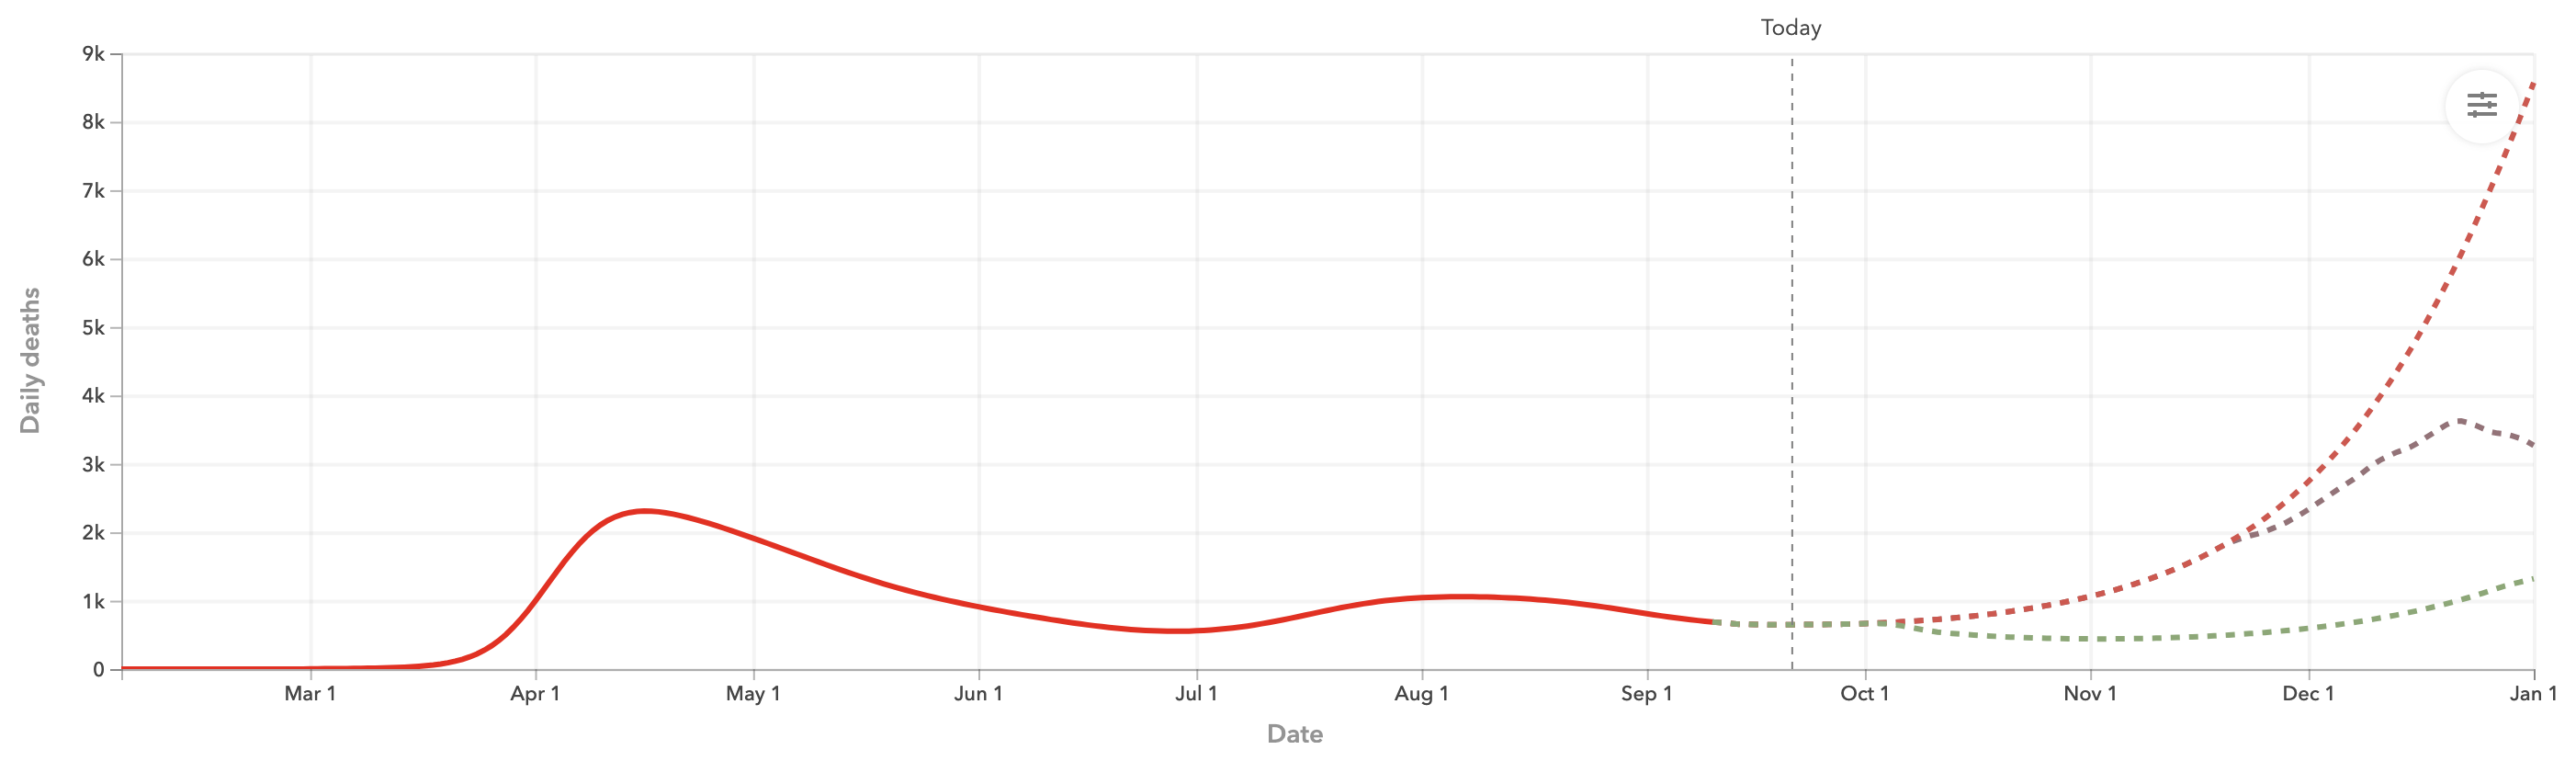 Today
9k
8k
7k
6k
5k
4k
3k
2k
1k
0
Daily deaths
Mar 1 Apr 1 May 1 Jun 1 Jul 1 Aug 1 Sep 1 Oct 1 Nov 1 Dec 1 Jan 1
Date